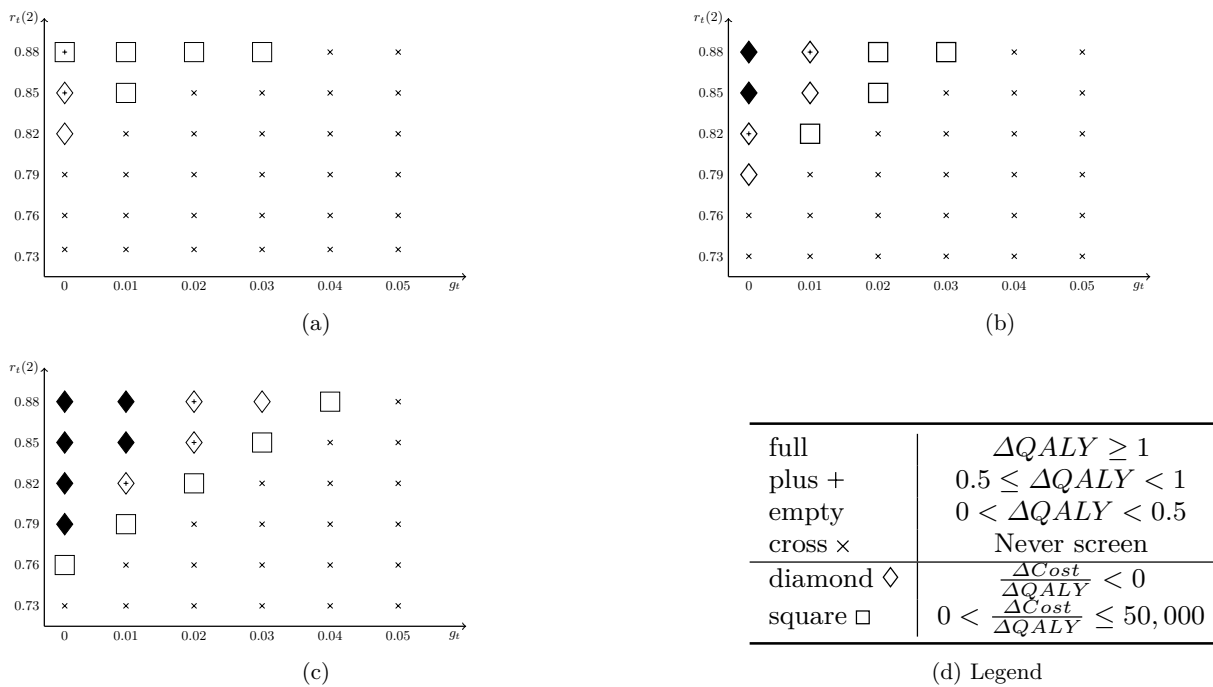 r_t(2)
0.88
0.85
0.82
0.79
0.76
0.73
0 0.01 0.02 0.03 0.04 0.05 g_t
(a)
r_t(2)
0.88
0.85
0.82
0.79
0.76
0.73
0 0.01 0.02 0.03 0.04 0.05 g_t
(b)
r_t(2)
0.88
0.85
0.82
0.79
0.76
0.73
0 0.01 0.02 0.03 0.04 0.05 g_t
(c)
full ΔQALY ≥ 1
plus + 0.5 ≤ ΔQALY < 1
empty 0 < ΔQALY < 0.5
cross × Never screen
diamond ◊ ΔCost/ΔQALY < 0
square □ 0 < ΔCost/ΔQALY ≤ 50,000
(d) Legend